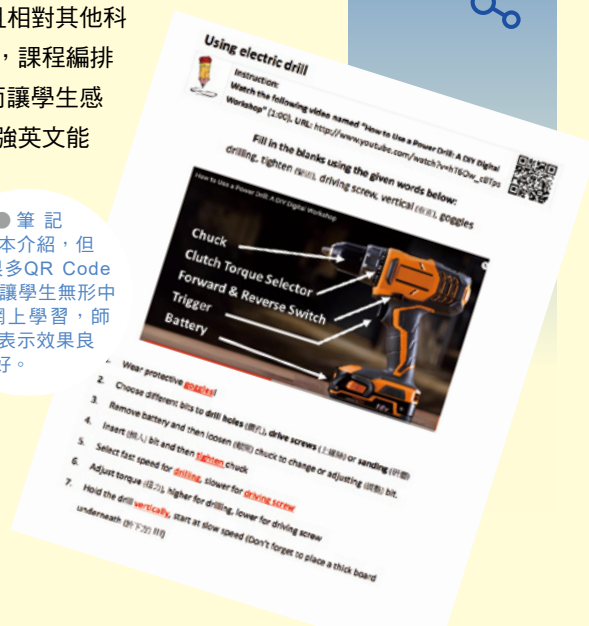 且相對其他科
，課程編排
而讓學生感
強英文能
●筆記
本介紹，但
多QR Code
讓學生無形中
網上學習，師
表示效果良
好。
Using electric drill
Instruction:
Watch the following video named "How to Use a Power Drill: A DIY Digital
Workshop" (1:00). URL: http://www.youtube.com/watch?v=hT6Ow_cBTps
Fill in the blanks using the given words below:
drilling, tighten (緊固), driving screw, vertical (垂直), goggles
How to Use a Power Drill: A DIY Digital Workshop
Chuck
Clutch Torque Selector
Forward & Reverse Switch
Trigger
Battery
Wear protective goggles!
2. Choose different bits to drill holes (鑽孔), drive screws (上螺絲) or sanding (打磨)
3. Remove battery and then loosen (鬆開) chuck to change or adjusting (調整) bit.
4. Insert (插入) bit and then tighten chuck
5. Select fast speed for drilling, slower for driving screw
6. Adjust torque (扭力), higher for drilling, lower for driving screw
7. Hold the drill vertically, start at slow speed (Don't forget to place a thick board
underneath (於下方) !!!)